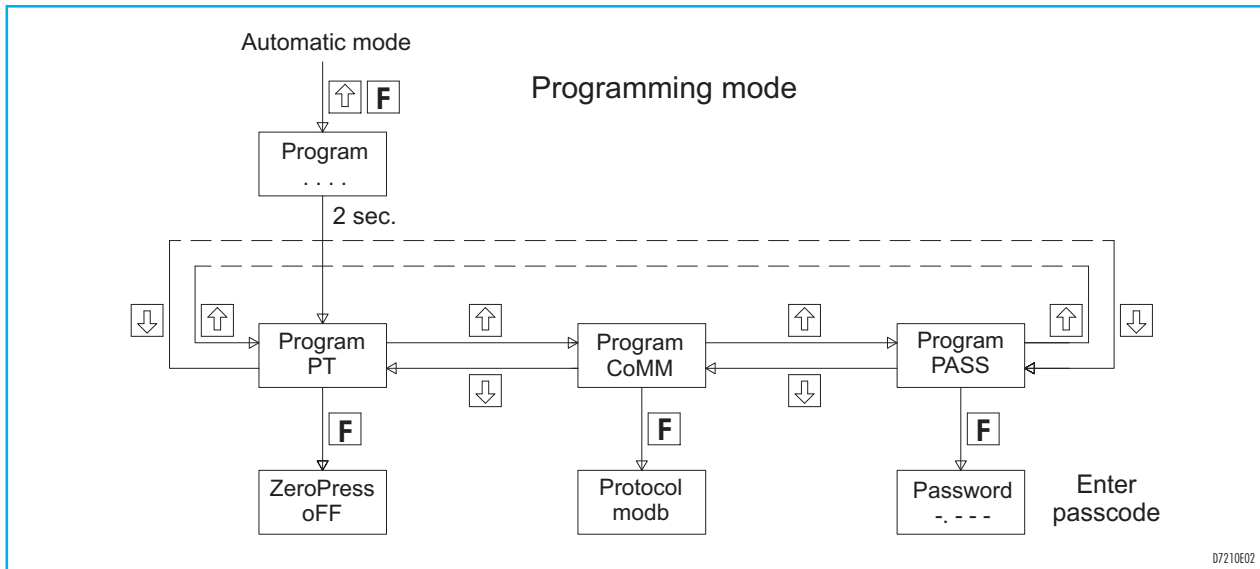 Automatic mode
Programming mode
F
Program
. . . .
2 sec.
Program
PT
Program
CoMM
Program
PASS
F
F
F
ZeroPress
oFF
Protocol
modb
Password
-. - - -
Enter
passcode
D7210E02